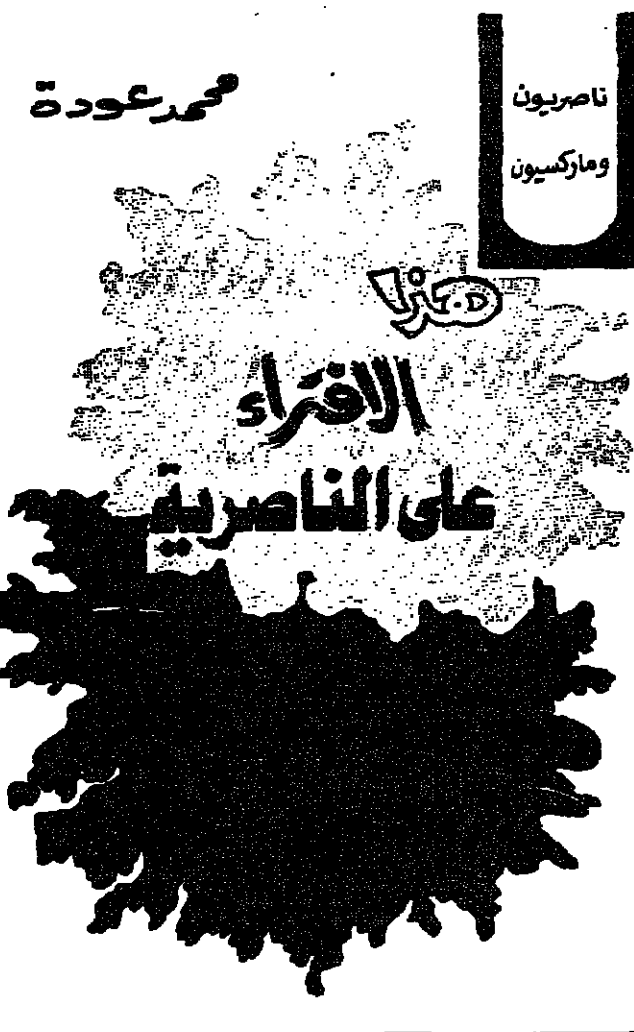 محمد عودة
ناصريون
وماركسيون
هذا
الافتراء
على الناصرية